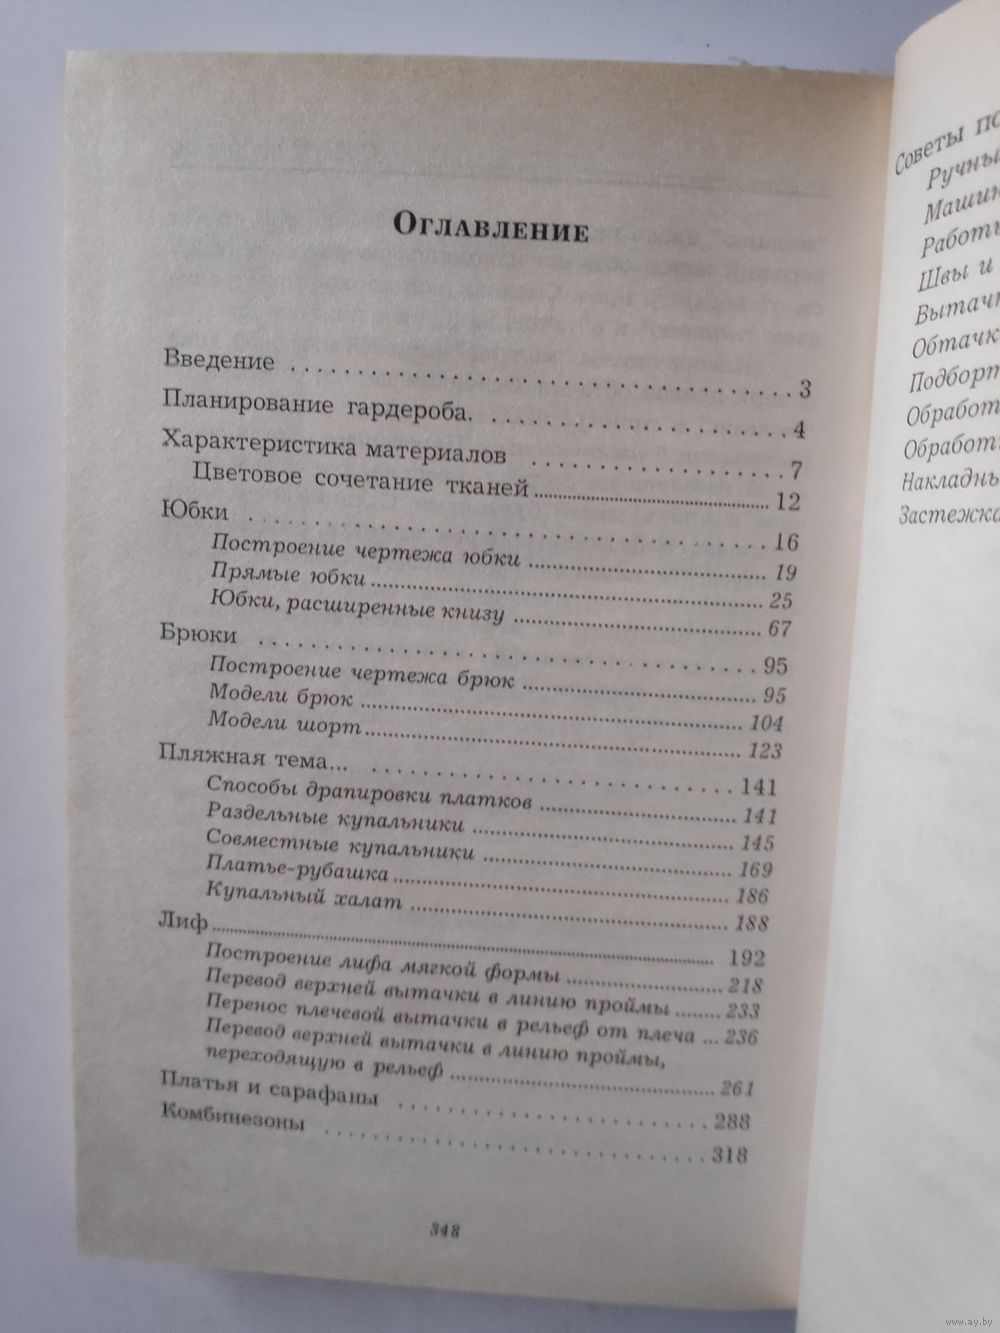 Оглавление
Введение . . . . . . . . . . . . . . . . . . . . . . . . . . . . . . . . . . . . . 3
Планирование гардероба. . . . . . . . . . . . . . . . . . . . . . . . 4
Характеристика материалов . . . . . . . . . . . . . . . . . . . . 7
Цветовое сочетание тканей ........................................ 12
Юбки . . . . . . . . . . . . . . . . . . . . . . . . . . . . . . . . . . . . . . . 16
Построение чертежа юбки ........................................ 19
Прямые юбки ........................................ 25
Юбки, расширенные книзу ........................................ 67
Брюки . . . . . . . . . . . . . . . . . . . . . . . . . . . . . . . . . . . . . . 95
Построение чертежа брюк ........................................ 95
Модели брюк ........................................ 104
Модели шорт ........................................ 123
Пляжная тема... . . . . . . . . . . . . . . . . . . . . . . . . . . . . . 141
Способы драпировки платков ........................................ 141
Раздельные купальники ........................................ 145
Совместные купальники ........................................ 169
Платье-рубашка ........................................ 186
Купальный халат ........................................ 188
Лиф ........................................ 192
Построение лифа мягкой формы ........................................ 218
Перевод верхней вытачки в линию проймы ........ 233
Перенос плечевой вытачки в рельеф от плеча ... 236
Перевод верхней вытачки в линию проймы,
переходящую в рельеф ........................................ 261
Платья и сарафаны . . . . . . . . . . . . . . . . . . . . . . . . . . 288
Комбинезоны . . . . . . . . . . . . . . . . . . . . . . . . . . . . . . . 318
348
Советы по
Ручны
Машин
Работ
Швы и
Вытачк
Обтачк
Подборт
Обработ
Обработ
Накладны
Застежка
www.ay.by